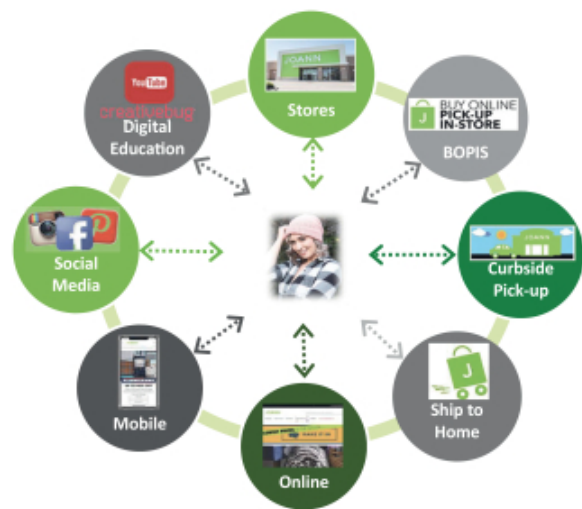 JOANN
Stores
YouTube
creativebug
Digital
Education
BUY ONLINE
PICK-UP
IN-STORE
J
BOPIS
Social
Media
JOANN
Curbside
Pick-up
Mobile
J
Ship to
Home
Online